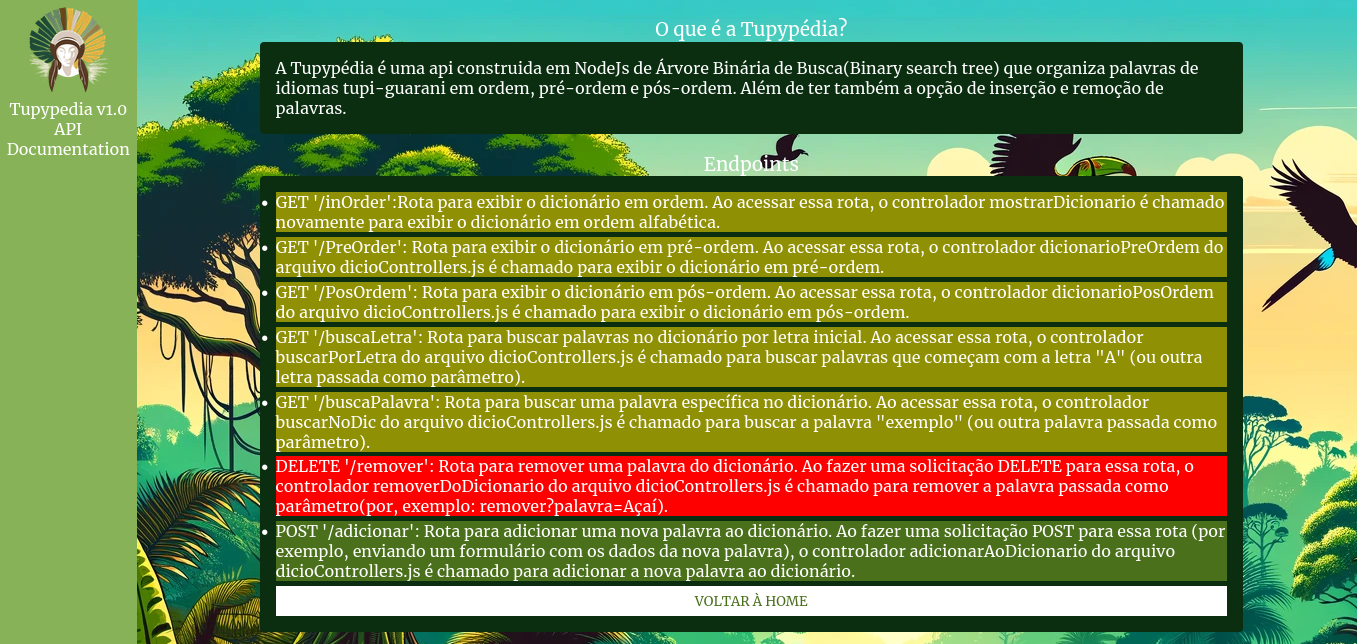 Tupypedia v1.0
API
Documentation
O que é a Tupypédia?
A Tupypédia é uma api construida em NodeJs de Árvore Binária de Busca(Binary search tree) que organiza palavras de
idiomas tupi-guarani em ordem, pré-ordem e pós-ordem. Além de ter também a opção de inserção e remoção de
palavras.
Endpoints
GET '/inOrder':Rota para exibir o dicionário em ordem. Ao acessar essa rota, o controlador mostrarDicionario é chamado
novamente para exibir o dicionário em ordem alfabética.
GET '/PreOrder': Rota para exibir o dicionário em pré-ordem. Ao acessar essa rota, o controlador dicionarioPreOrdem do
arquivo dicioControllers.js é chamado para exibir o dicionário em pré-ordem.
GET '/PosOrdem': Rota para exibir o dicionário em pós-ordem. Ao acessar essa rota, o controlador dicionarioPosOrdem
do arquivo dicioControllers.js é chamado para exibir o dicionário em pós-ordem.
GET '/buscaLetra': Rota para buscar palavras no dicionário por letra inicial. Ao acessar essa rota, o controlador
buscarPorLetra do arquivo dicioControllers.js é chamado para buscar palavras que começam com a letra "A" (ou outra
letra passada como parâmetro).
GET '/buscaPalavra': Rota para buscar uma palavra específica no dicionário. Ao acessar essa rota, o controlador
buscarNoDic do arquivo dicioControllers.js é chamado para buscar a palavra "exemplo" (ou outra palavra passada como
parâmetro).
DELETE '/remover': Rota para remover uma palavra do dicionário. Ao fazer uma solicitação DELETE para essa rota, o
controlador removerDoDicionario do arquivo dicioControllers.js é chamado para remover a palavra passada como
parâmetro(por, exemplo: remover?palavra=Açaí).
POST '/adicionar': Rota para adicionar uma nova palavra ao dicionário. Ao fazer uma solicitação POST para essa rota (por
exemplo, enviando um formulário com os dados da nova palavra), o controlador adicionarAoDicionario do arquivo
dicioControllers.js é chamado para adicionar a nova palavra ao dicionário.
VOLTAR À HOME